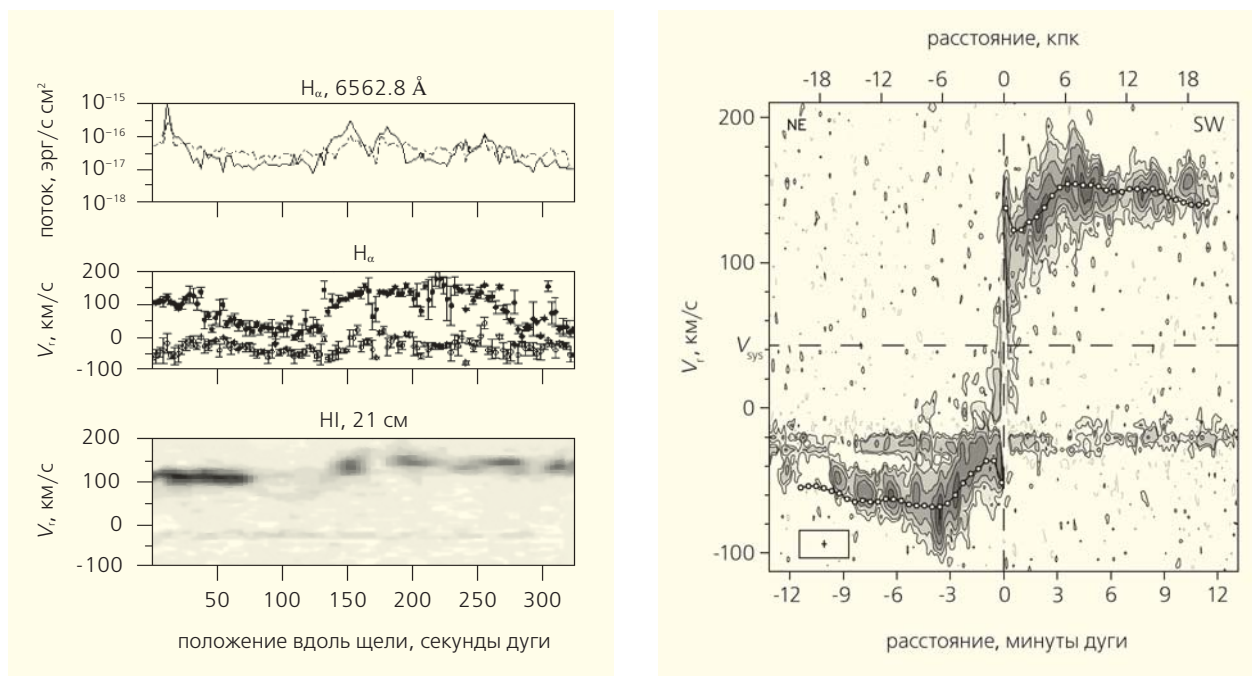 Hα, 6562.8 Å
поток, эрг/с см²
10⁻¹⁵
10⁻¹⁶
10⁻¹⁷
10⁻¹⁸
Hα
Vr, км/с
200
100
0
-100
HI, 21 см
Vr, км/с
200
100
0
-100
50 100 150 200 250 300
положение вдоль щели, секунды дуги
расстояние, кпк
-18 -12 -6 0 6 12 18
NE SW
Vr, км/с
200
100
Vsys
0
-100
-12 -9 -6 -3 0 3 6 9 12
расстояние, минуты дуги